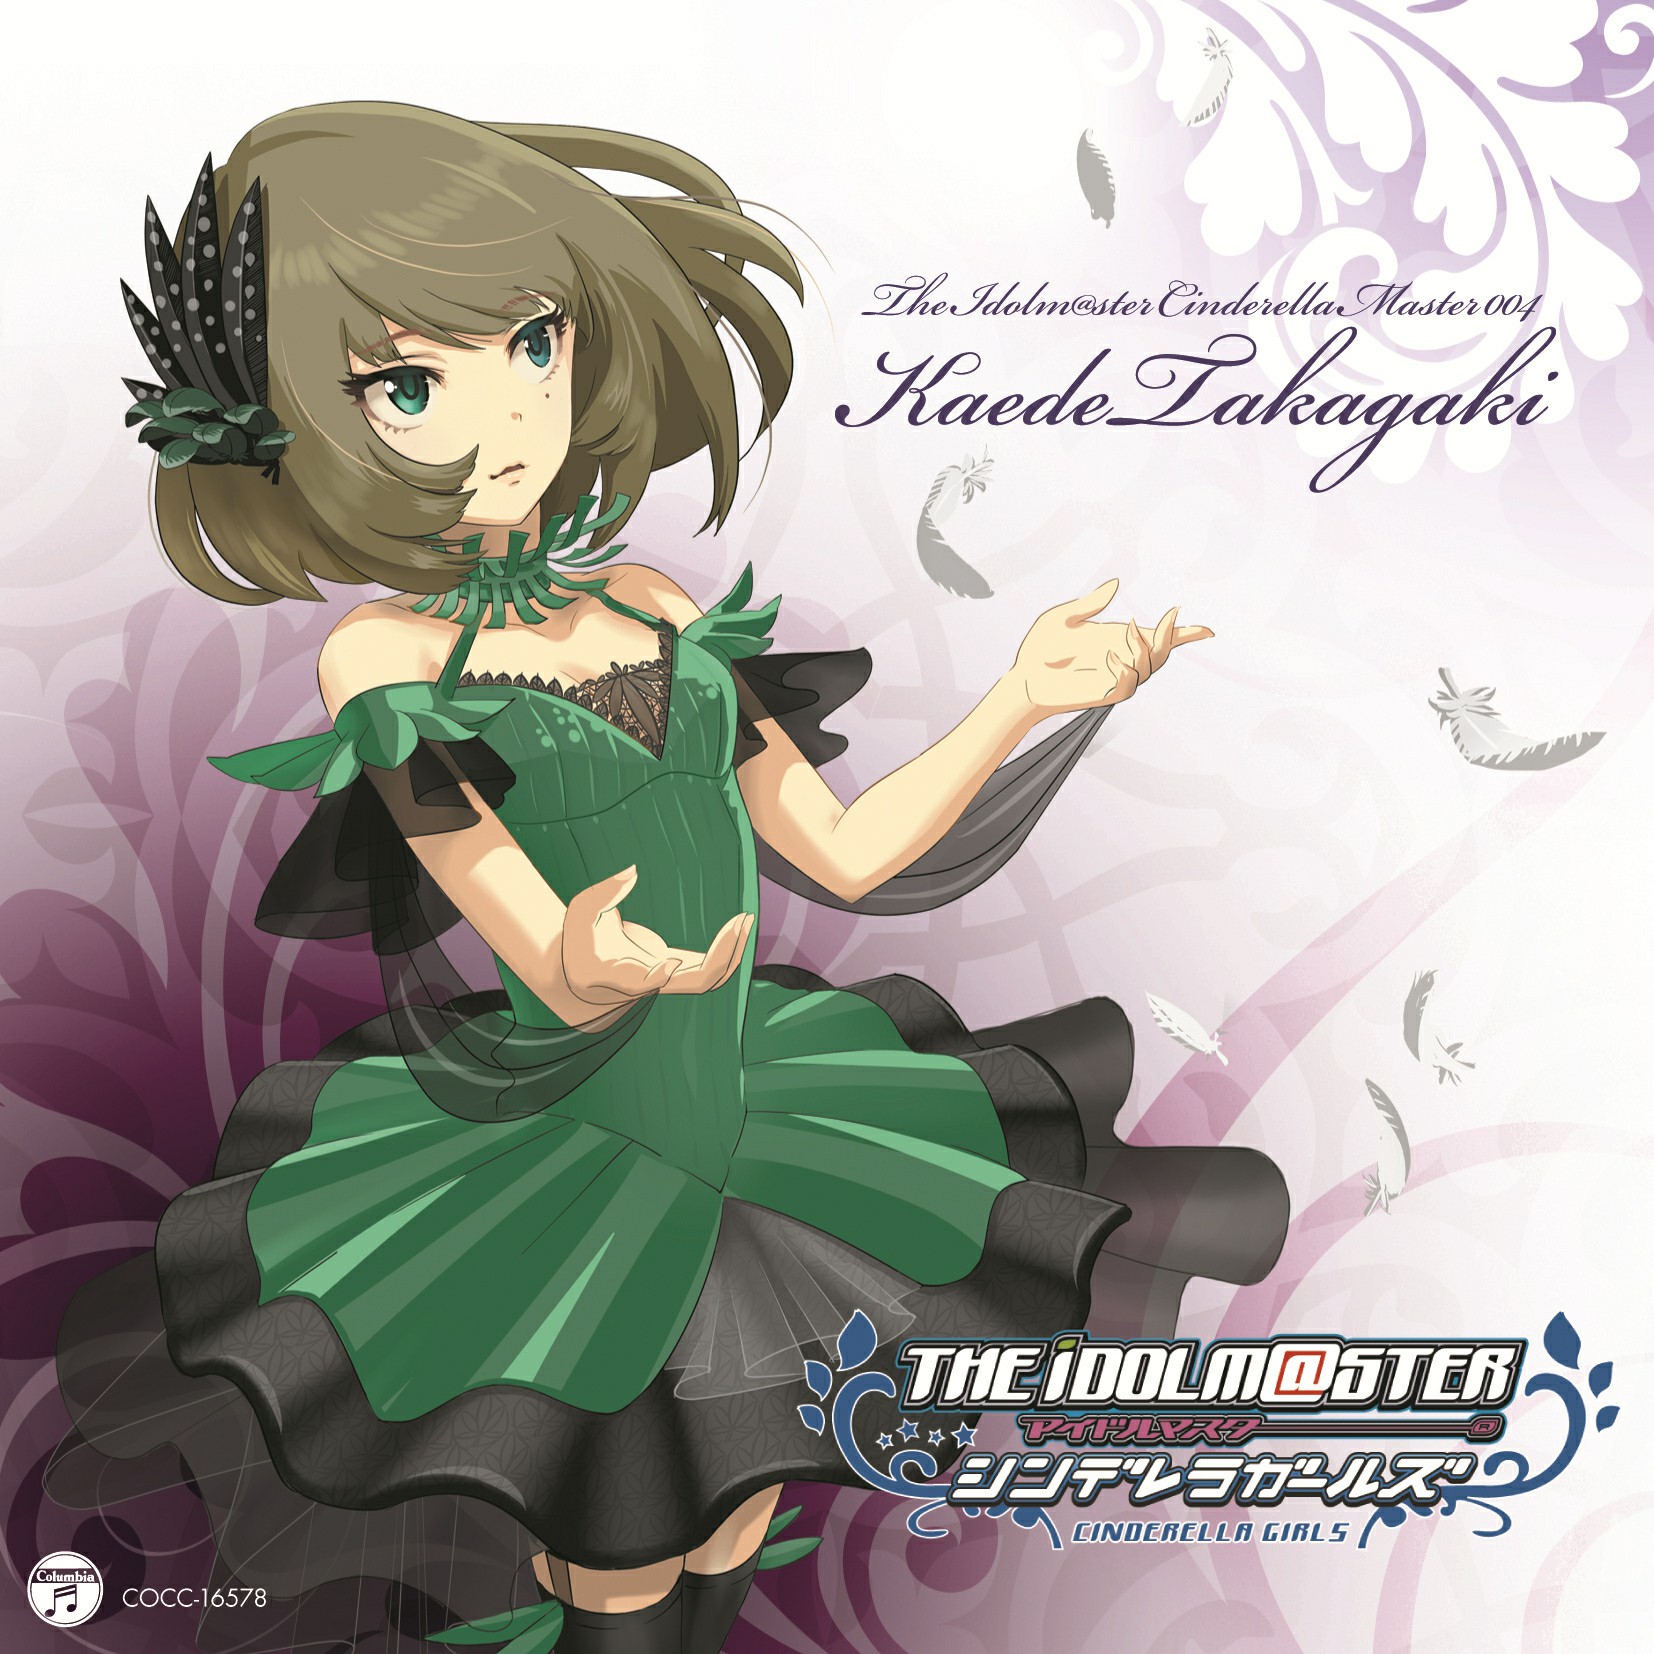 The Idolm@ster Cinderella Master 004
Kaede Takagaki
THE iDOLM@STER
アイドルマスター
シンデレラガールズ
CINDERELLA GIRLS
Columbia
COCC-16578